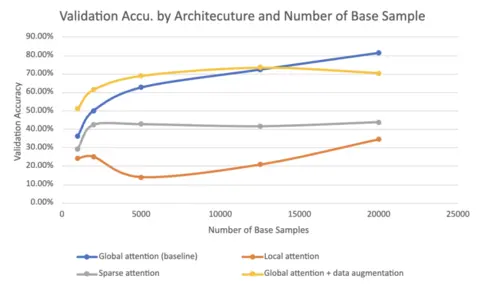 Validation Accu. by Architecuture and Number of Base Sample
90.00%
80.00%
70.00%
60.00%
50.00%
40.00%
30.00%
20.00%
10.00%
0.00%
Validation Accuracy
0 5000 10000 15000 20000 25000
Number of Base Samples
Global attention (baseline) Local attention
Sparse attention Global attention + data augmentation